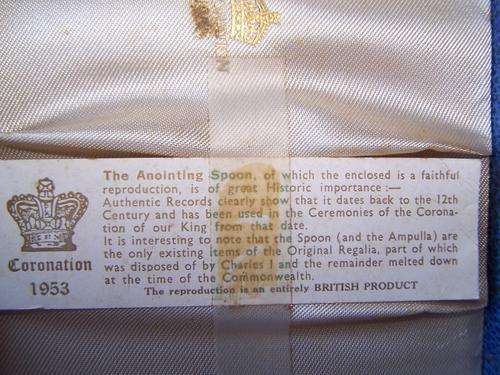 The Anointing Spoon, of which the enclosed is a faithful
reproduction, is of great Historic importance :—
Authentic Records clearly show that it dates back to the 12th
Century and has been used in the Ceremonies of the Corona-
tion of our King from that date.
It is interesting to note that the Spoon (and the Ampulla) are
the only existing items of the Original Regalia, part of which
was disposed of by Charles I and the remainder melted down
at the time of the Commonwealth.
The reproduction is an entirely BRITISH PRODUCT
Coronation
1953